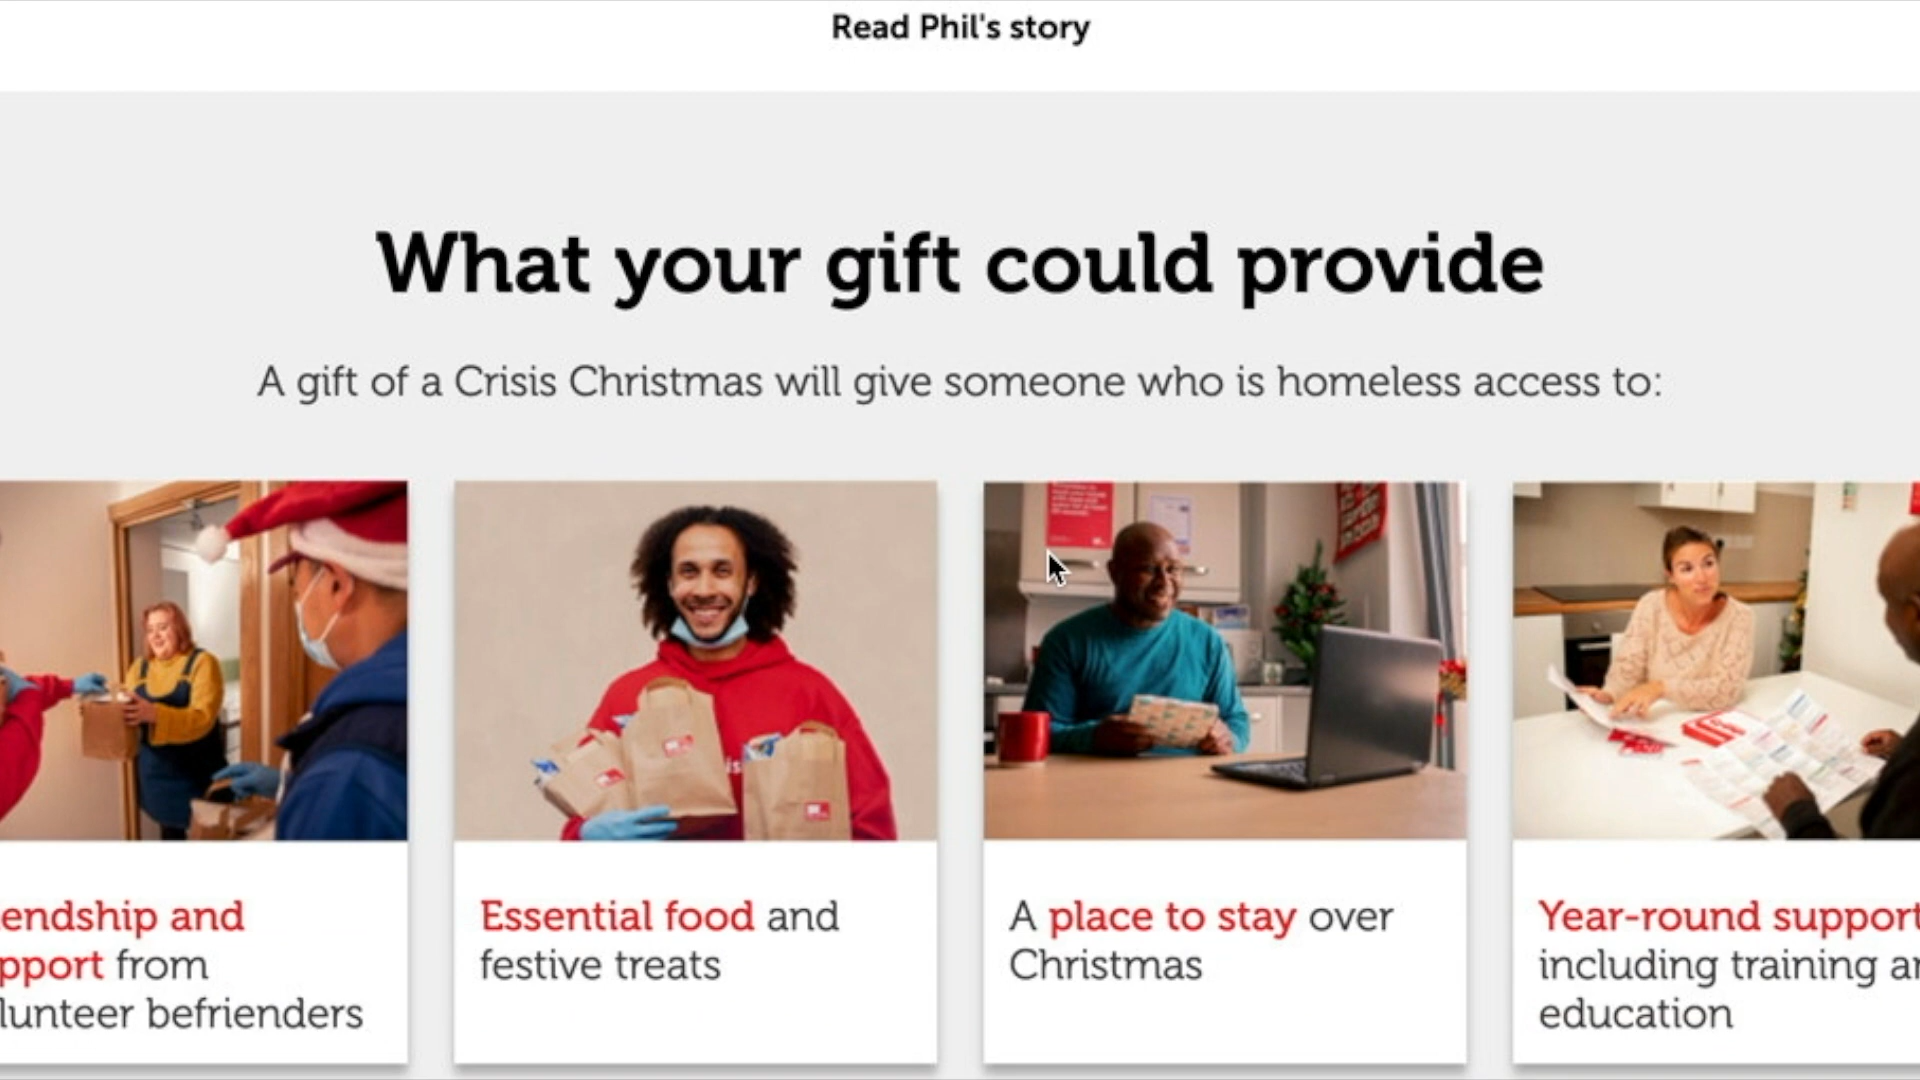 Read Phil's story
What your gift could provide
A gift of a Crisis Christmas will give someone who is homeless access to:
endship and
pport from
lunteer befrienders
Essential food and
festive treats
A place to stay over
Christmas
Year-round support
including training a
education